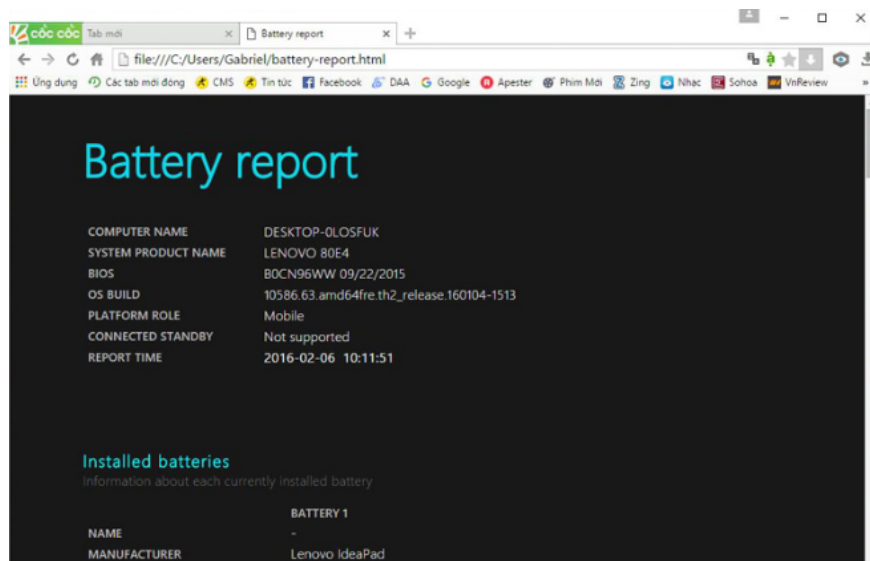 cốc cốc Tab mới Battery report
file:///C:/Users/Gabriel/battery-report.html
Ứng dụng Các tab mới đóng CMS Tin tức Facebook DAA Google Apester Phim Mới Zing Nhac Sohoa VnReview »
Battery report
COMPUTER NAME DESKTOP-0LOSFUK
SYSTEM PRODUCT NAME LENOVO 80E4
BIOS B0CN96WW 09/22/2015
OS BUILD 10586.63.amd64fre.th2_release.160104-1513
PLATFORM ROLE Mobile
CONNECTED STANDBY Not supported
REPORT TIME 2016-02-06 10:11:51
Installed batteries
Information about each currently installed battery
BATTERY 1
NAME -
MANUFACTURER Lenovo IdeaPad